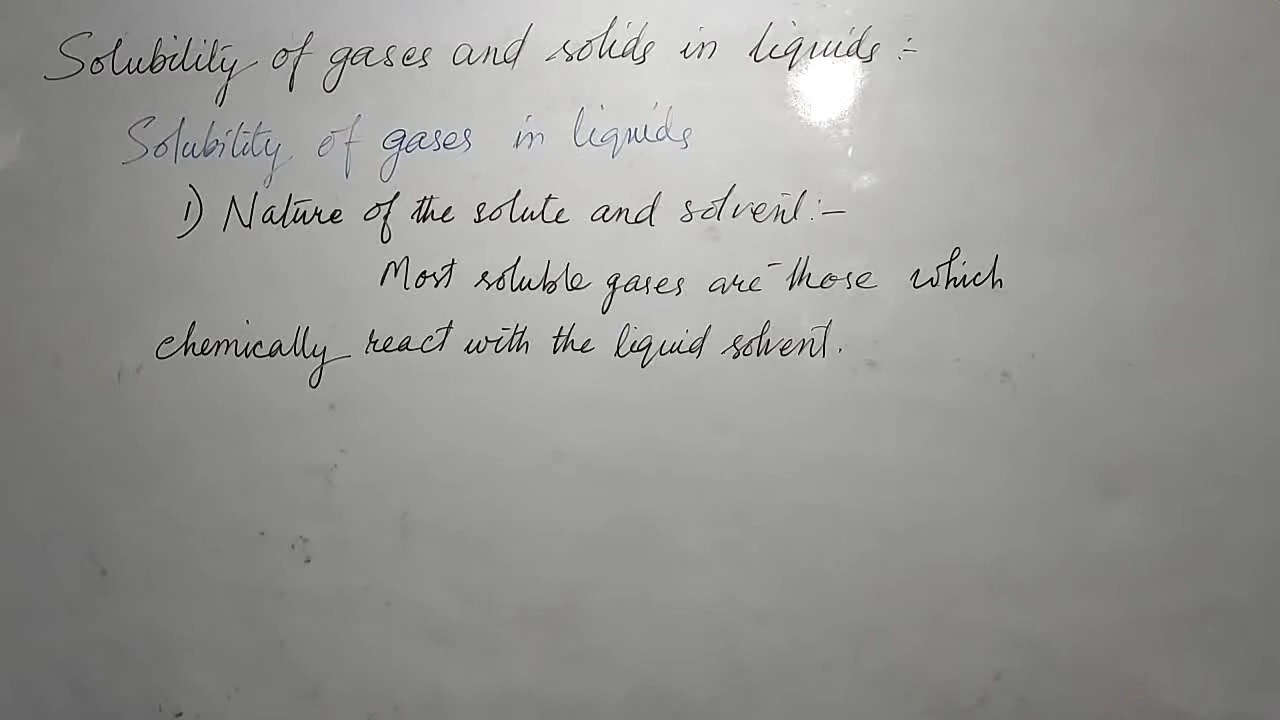 Solubility of gases and solids in liquids :-
Solubility of gases in liquids
1) Nature of the solute and solvent :-
Most soluble gases are those which
chemically react with the liquid solvent.